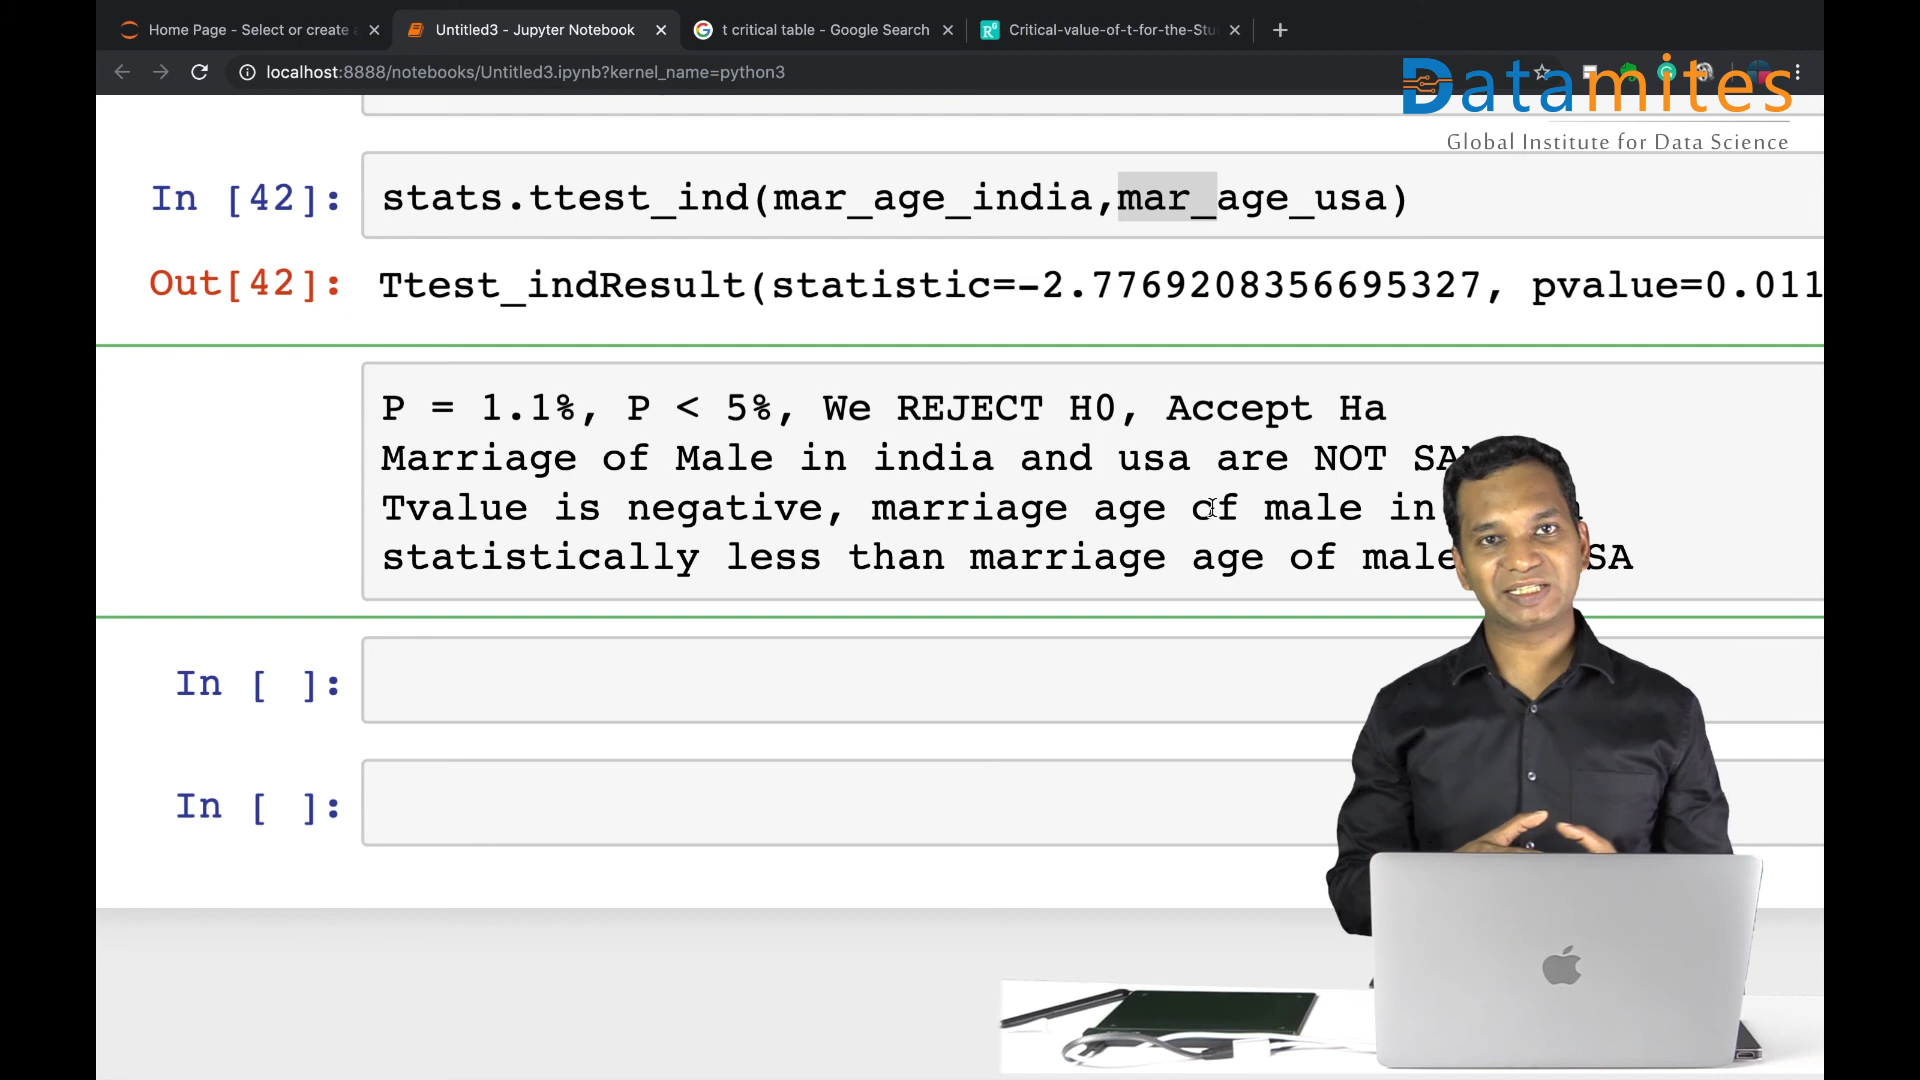 Home Page - Select or create a
Untitled3 - Jupyter Notebook
t critical table - Google Search
Critical-value-of-t-for-the-Stu
localhost:8888/notebooks/Untitled3.ipynb?kernel_name=python3
Datamites
Global Institute for Data Science
In [42]: stats.ttest_ind(mar_age_india,mar_age_usa)
Out[42]: Ttest_indResult(statistic=-2.7769208356695327, pvalue=0.011
P = 1.1%, P < 5%, We REJECT H0, Accept Ha
Marriage of Male in india and usa are NOT
Tvalue is negative, marriage age of male in
statistically less than marriage age of male SA
In [ ]:
In [ ]: